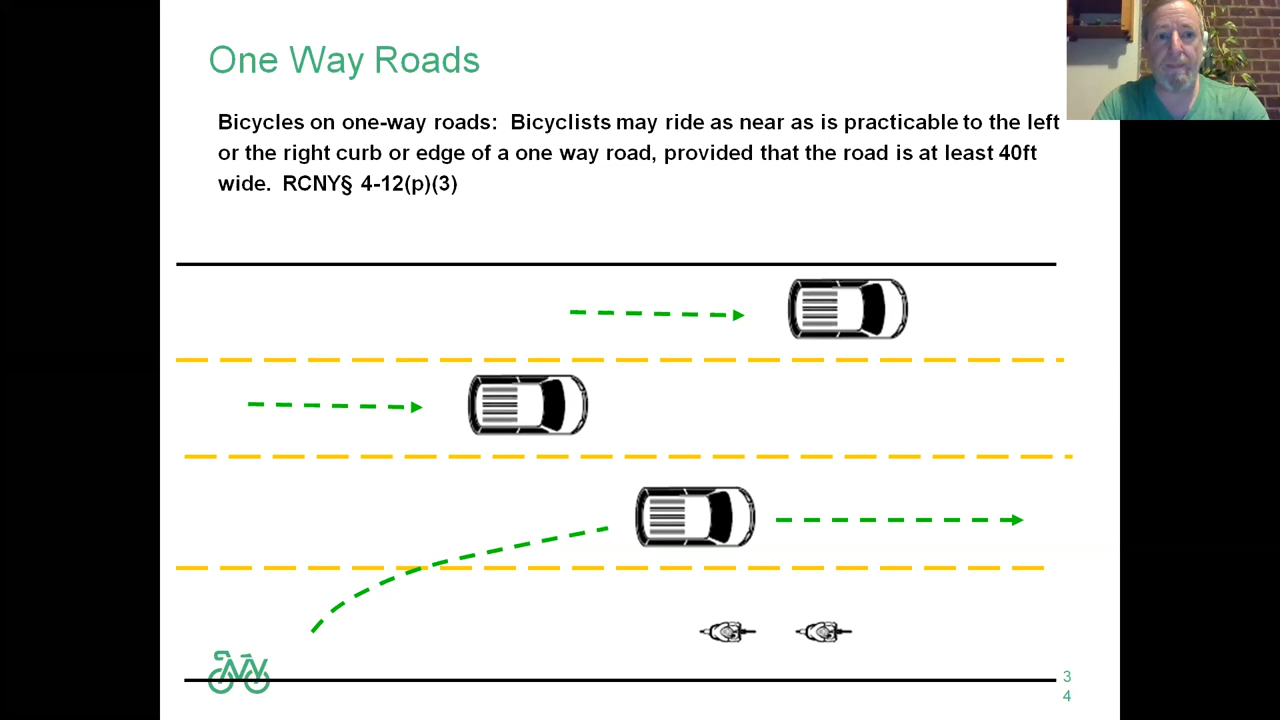 One Way Roads
Bicycles on one-way roads:  Bicyclists may ride as near as is practicable to the left
or the right curb or edge of a one way road, provided that the road is at least 40ft
wide.  RCNY§ 4-12(p)(3)
3
4